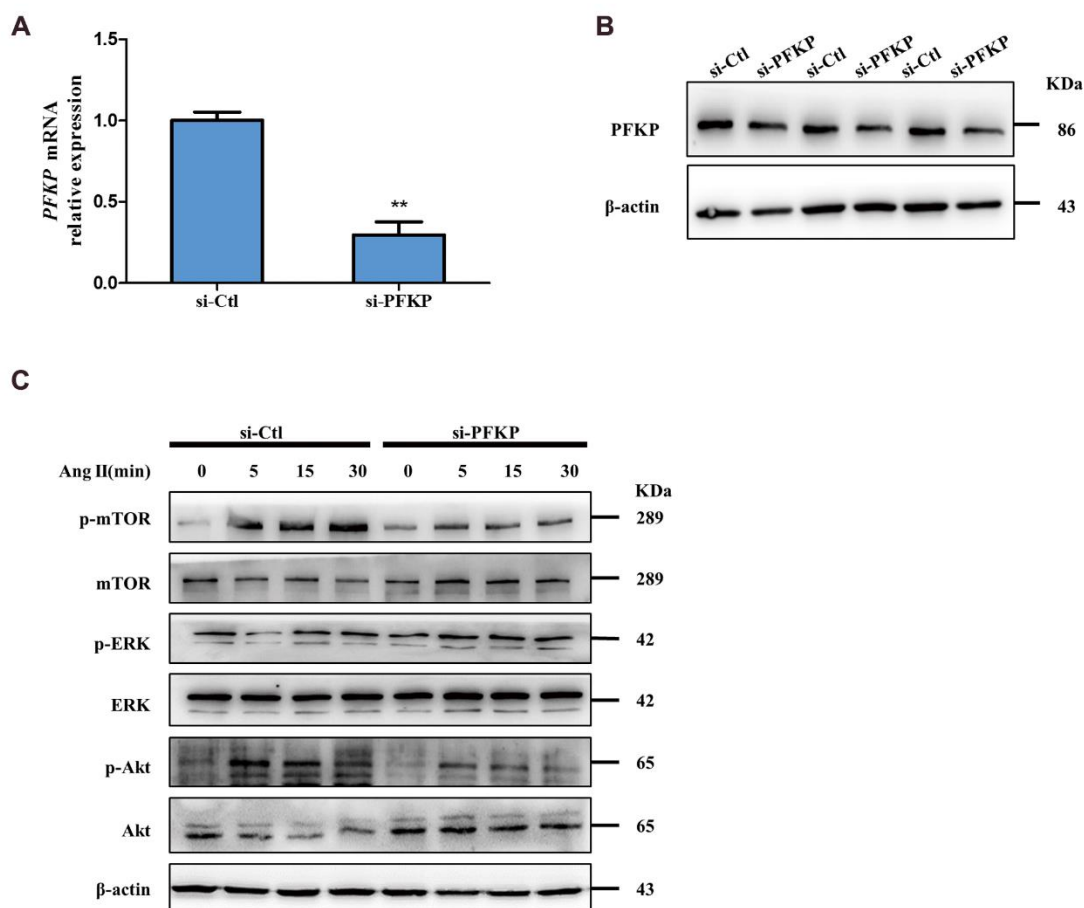 A
PFKP mRNA
relative expression
1.5
1.0
0.5
0.0
**
si-Ctl si-PFKP
B
si-Ctl si-PFKP si-Ctl si-PFKP si-Ctl si-PFKP
KDa
PFKP 86
β-actin 43
C
si-Ctl si-PFKP
Ang II(min) 0 5 15 30 0 5 15 30
KDa
p-mTOR 289
mTOR 289
p-ERK 42
ERK 42
p-Akt 65
Akt 65
β-actin 43